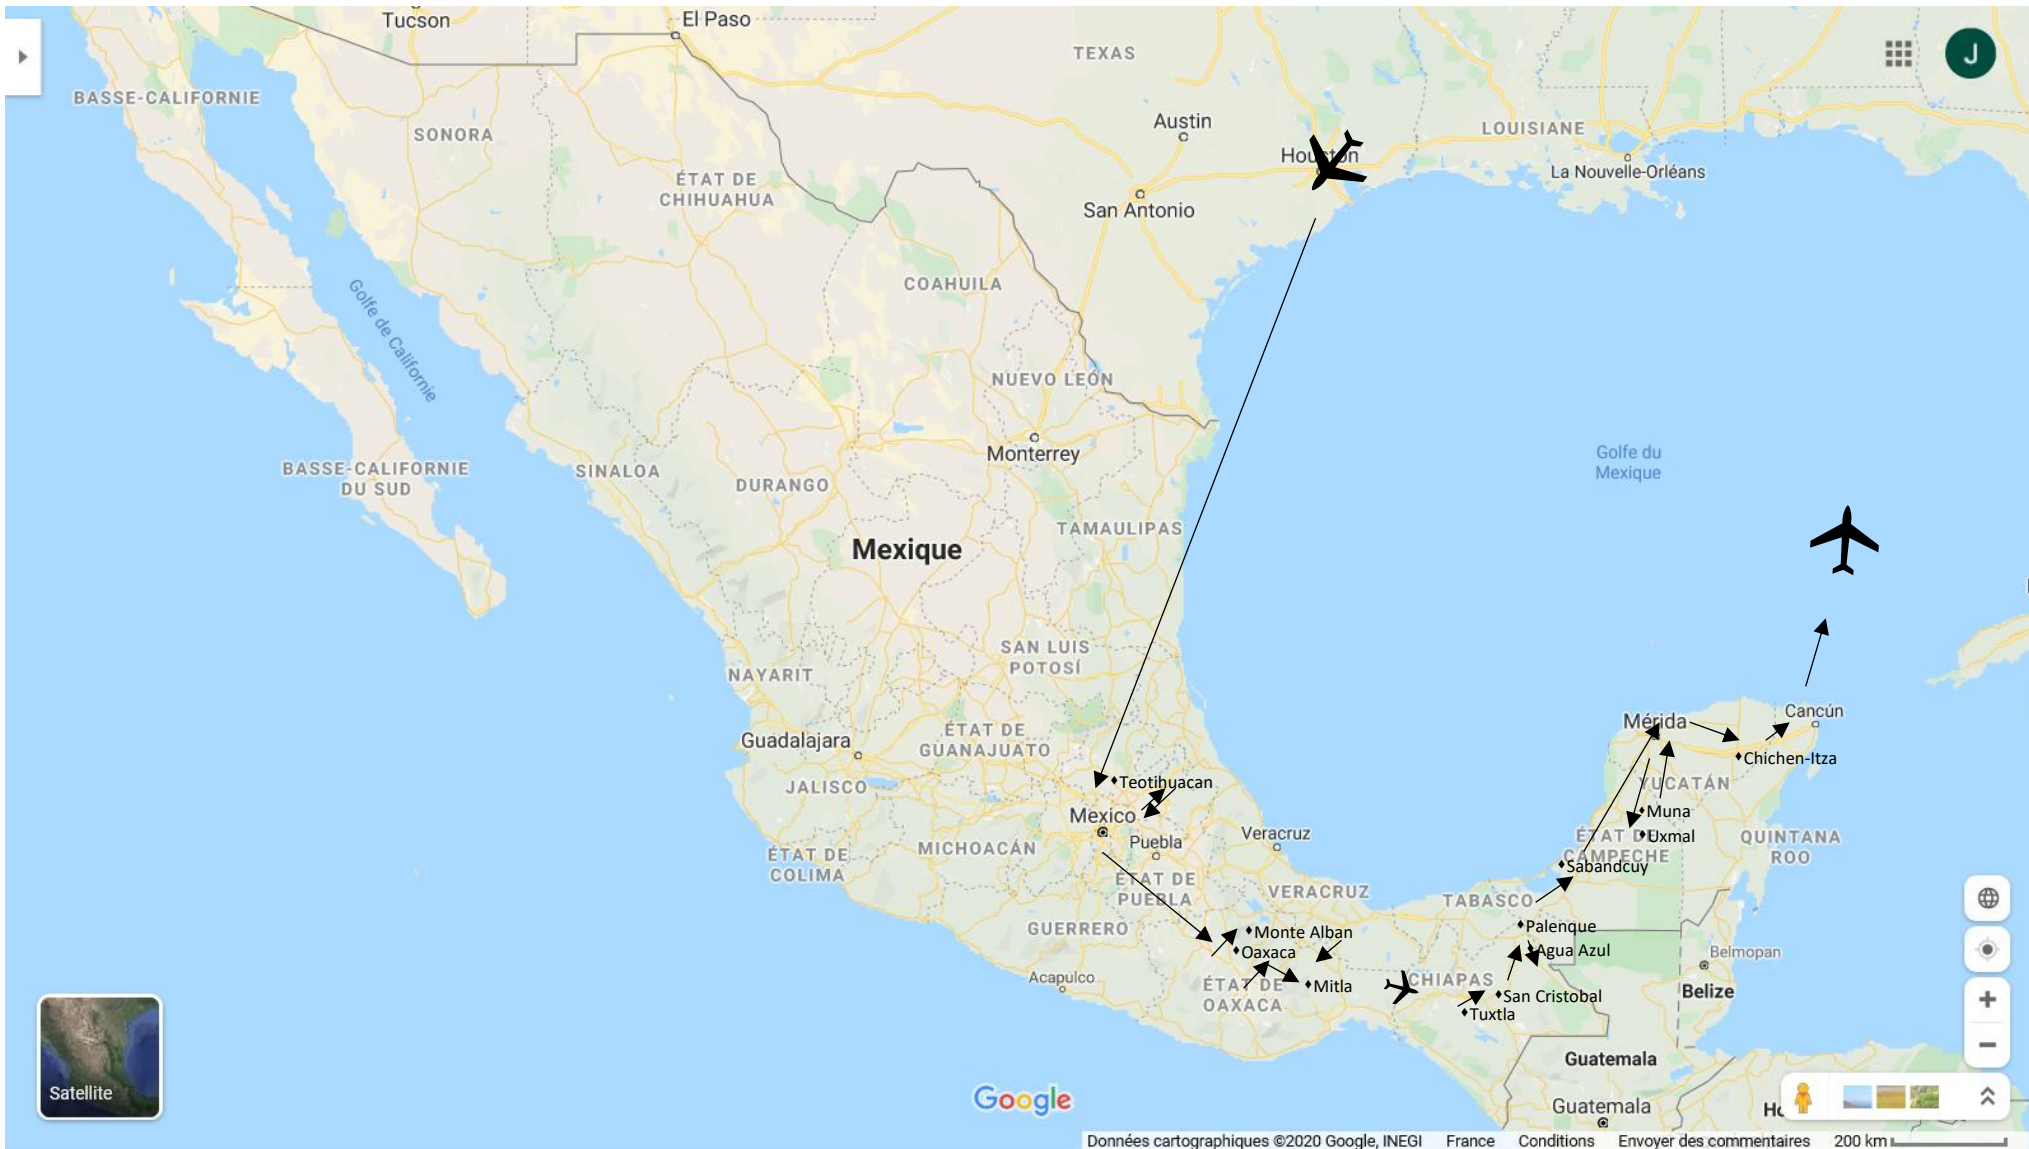 Tucson
El Paso
TEXAS
J
BASSE-CALIFORNIE
Austin
LOUISIANE
SONORA
Houston
La Nouvelle-Orléans
ÉTAT DE
CHIHUAHUA
San Antonio
Golfe de Californie
COAHUILA
NUEVO LEÓN
Monterrey
Golfe du
Mexique
BASSE-CALIFORNIE
DU SUD
SINALOA
DURANGO
TAMAULIPAS
Mexique
SAN LUIS
POTOSÍ
NAYARIT
Mérida
Cancún
Guadalajara
ÉTAT DE
GUANAJUATO
Chichen-Itza
JALISCO
Teotihuacan
YUCATÁN
Mexico
Muna
Puebla
Veracruz
ÉTAT DE
CAMPECHE
Uxmal
QUINTANA
ROO
ÉTAT DE
COLIMA
MICHOACÁN
Sabandcuy
ÉTAT DE
PUEBLA
VERACRUZ
TABASCO
GUERRERO
Monte Alban
Palenque
Oaxaca
Agua Azul
Belmopan
Acapulco
ÉTAT DE
OAXACA
Mitla
CHIAPAS
San Cristobal
Belize
Tuxtla
Guatemala
Satellite
Google
Guatemala
Données cartographiques ©2020 Google, INEGI France Conditions Envoyer des commentaires 200 km